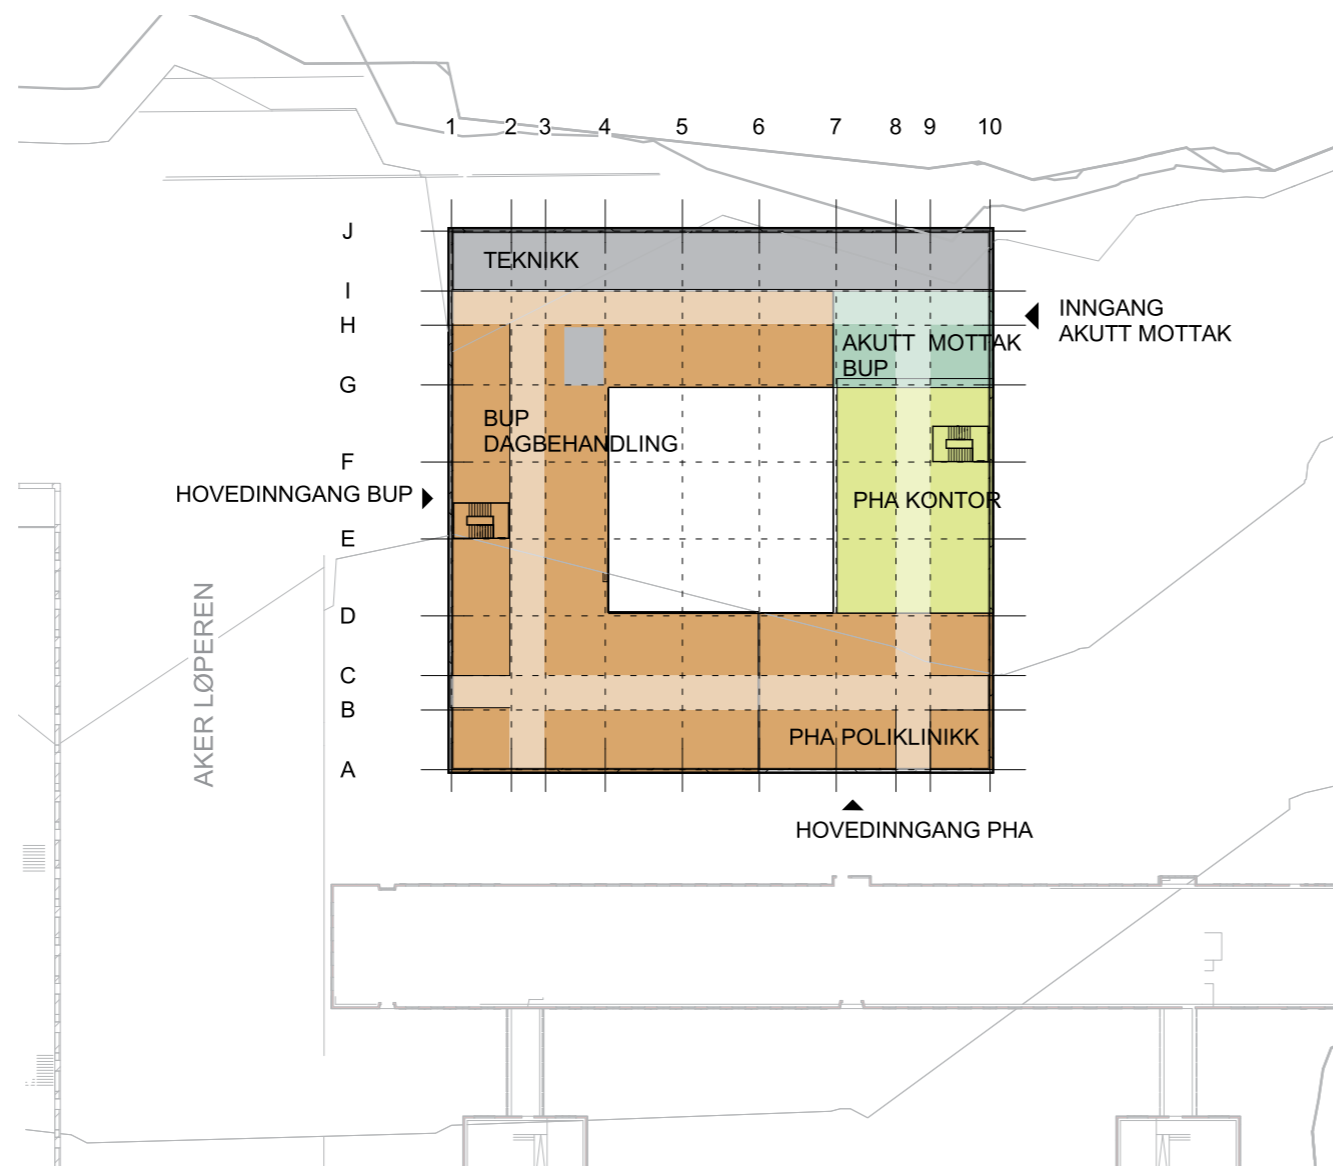 1 2 3 4 5 6 7 8 9 10
J
TEKNIKK
I
INNGANG
AKUTT MOTTAK
H
AKUTT MOTTAK
BUP
G
BUP
DAGBEHANDLING
F
HOVEDINNGANG BUP
PHA KONTOR
E
AKER LØPEREN
D
C
B
PHA POLIKLINIKK
A
HOVEDINNGANG PHA